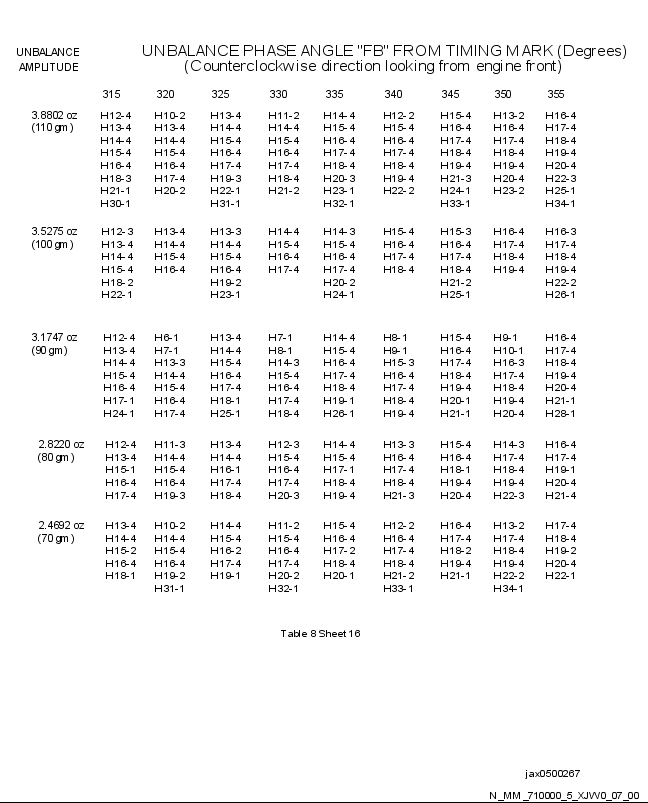 UNBALANCE UNBALANCE PHASE ANGLE "FB" FROM TIMING MARK (Degrees)
AMPLITUDE (Counterclockwise direction looking from engine front)
315 320 325 330 335 340 345 350 355
3.8802 oz H12-4 H10-2 H13-4 H11-2 H14-4 H12-2 H15-4 H13-2 H16-4
(110 gm) H13-4 H13-4 H14-4 H14-4 H15-4 H15-4 H16-4 H16-4 H17-4
H14-4 H14-4 H15-4 H15-4 H16-4 H16-4 H17-4 H17-4 H18-4
H15-4 H15-4 H16-4 H16-4 H17-4 H17-4 H18-4 H18-4 H19-4
H16-4 H16-4 H17-4 H17-4 H18-4 H18-4 H19-4 H19-4 H20-4
H18-3 H17-4 H19-3 H18-4 H20-3 H19-4 H21-3 H20-4 H22-3
H21-1 H20-2 H22-1 H21-2 H23-1 H22-2 H24-1 H23-2 H25-1
H30-1 H31-1 H32-1 H33-1 H34-1
3.5275 oz H12-3 H13-4 H13-3 H14-4 H14-3 H15-4 H15-3 H16-4 H16-3
(100 gm) H13-4 H14-4 H14-4 H15-4 H15-4 H16-4 H16-4 H17-4 H17-4
H14-4 H15-4 H15-4 H16-4 H16-4 H17-4 H17-4 H18-4 H18-4
H15-4 H16-4 H16-4 H17-4 H17-4 H18-4 H18-4 H19-4 H19-4
H18-2 H19-2 H20-2 H21-2 H22-2
H22-1 H23-1 H24-1 H25-1 H26-1
3.1747 oz H12-4 H6-1 H13-4 H7-1 H14-4 H8-1 H15-4 H9-1 H16-4
(90 gm) H13-4 H7-1 H14-4 H8-1 H15-4 H9-1 H16-4 H10-1 H17-4
H14-4 H13-3 H15-4 H14-3 H16-4 H15-3 H17-4 H16-3 H18-4
H15-4 H14-4 H16-4 H15-4 H17-4 H16-4 H18-4 H17-4 H19-4
H16-4 H15-4 H17-4 H16-4 H18-4 H17-4 H19-4 H18-4 H20-4
H17-1 H16-4 H18-1 H17-4 H19-1 H18-4 H20-1 H19-4 H21-1
H24-1 H17-4 H25-1 H18-4 H26-1 H19-4 H21-1 H20-4 H28-1
2.8220 oz H12-4 H11-3 H13-4 H12-3 H14-4 H13-3 H15-4 H14-3 H16-4
(80 gm) H13-4 H14-4 H14-4 H15-4 H15-4 H16-4 H16-4 H17-4 H17-4
H15-1 H15-4 H16-1 H16-4 H17-1 H17-4 H18-1 H18-4 H19-1
H16-4 H16-4 H17-4 H17-4 H18-4 H18-4 H19-4 H19-4 H20-4
H17-4 H19-3 H18-4 H20-3 H19-4 H21-3 H20-4 H22-3 H21-4
2.4692 oz H13-4 H10-2 H14-4 H11-2 H15-4 H12-2 H16-4 H13-2 H17-4
(70 gm) H14-4 H14-4 H15-4 H15-4 H16-4 H16-4 H17-4 H17-4 H18-4
H15-2 H15-4 H16-2 H16-4 H17-2 H17-4 H18-2 H18-4 H19-2
H16-4 H16-4 H17-4 H17-4 H18-4 H18-4 H19-4 H19-4 H20-4
H18-1 H19-2 H19-1 H20-2 H20-1 H21-2 H21-1 H22-2 H22-1
H31-1 H32-1 H33-1 H34-1
Table 8 Sheet 16
jax0500267
N_MM_710000_5_XJW0_07_00